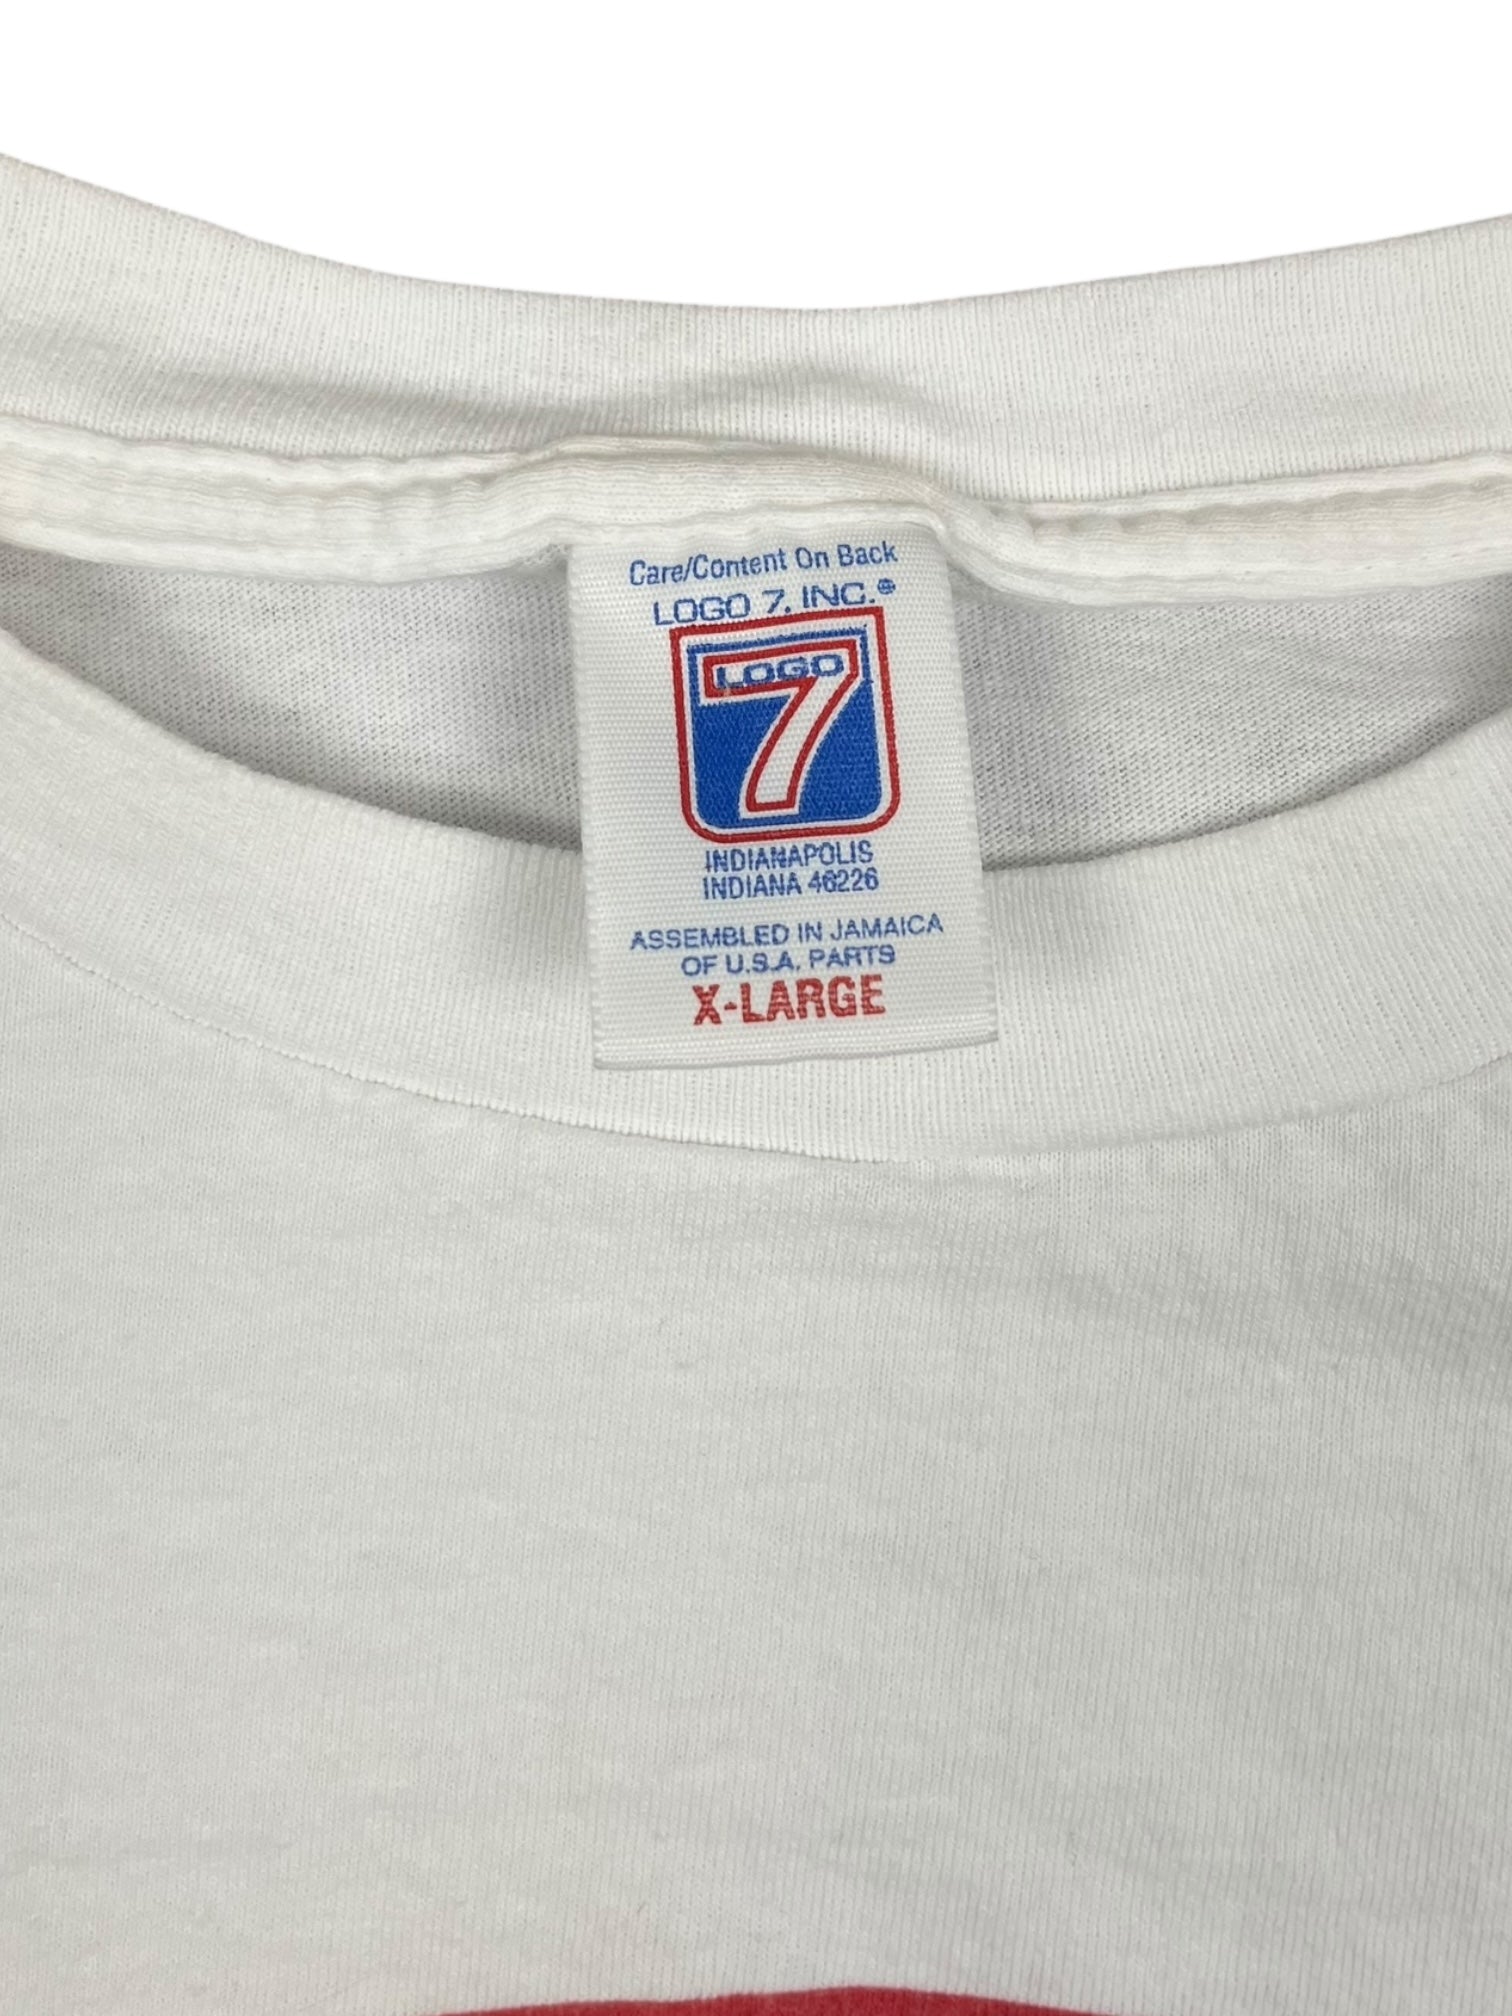 Care/Content On Back
LOGO 7, INC.®
LOGO
7
INDIANAPOLIS
INDIANA 46226
ASSEMBLED IN JAMAICA
OF U.S.A. PARTS
X-LARGE